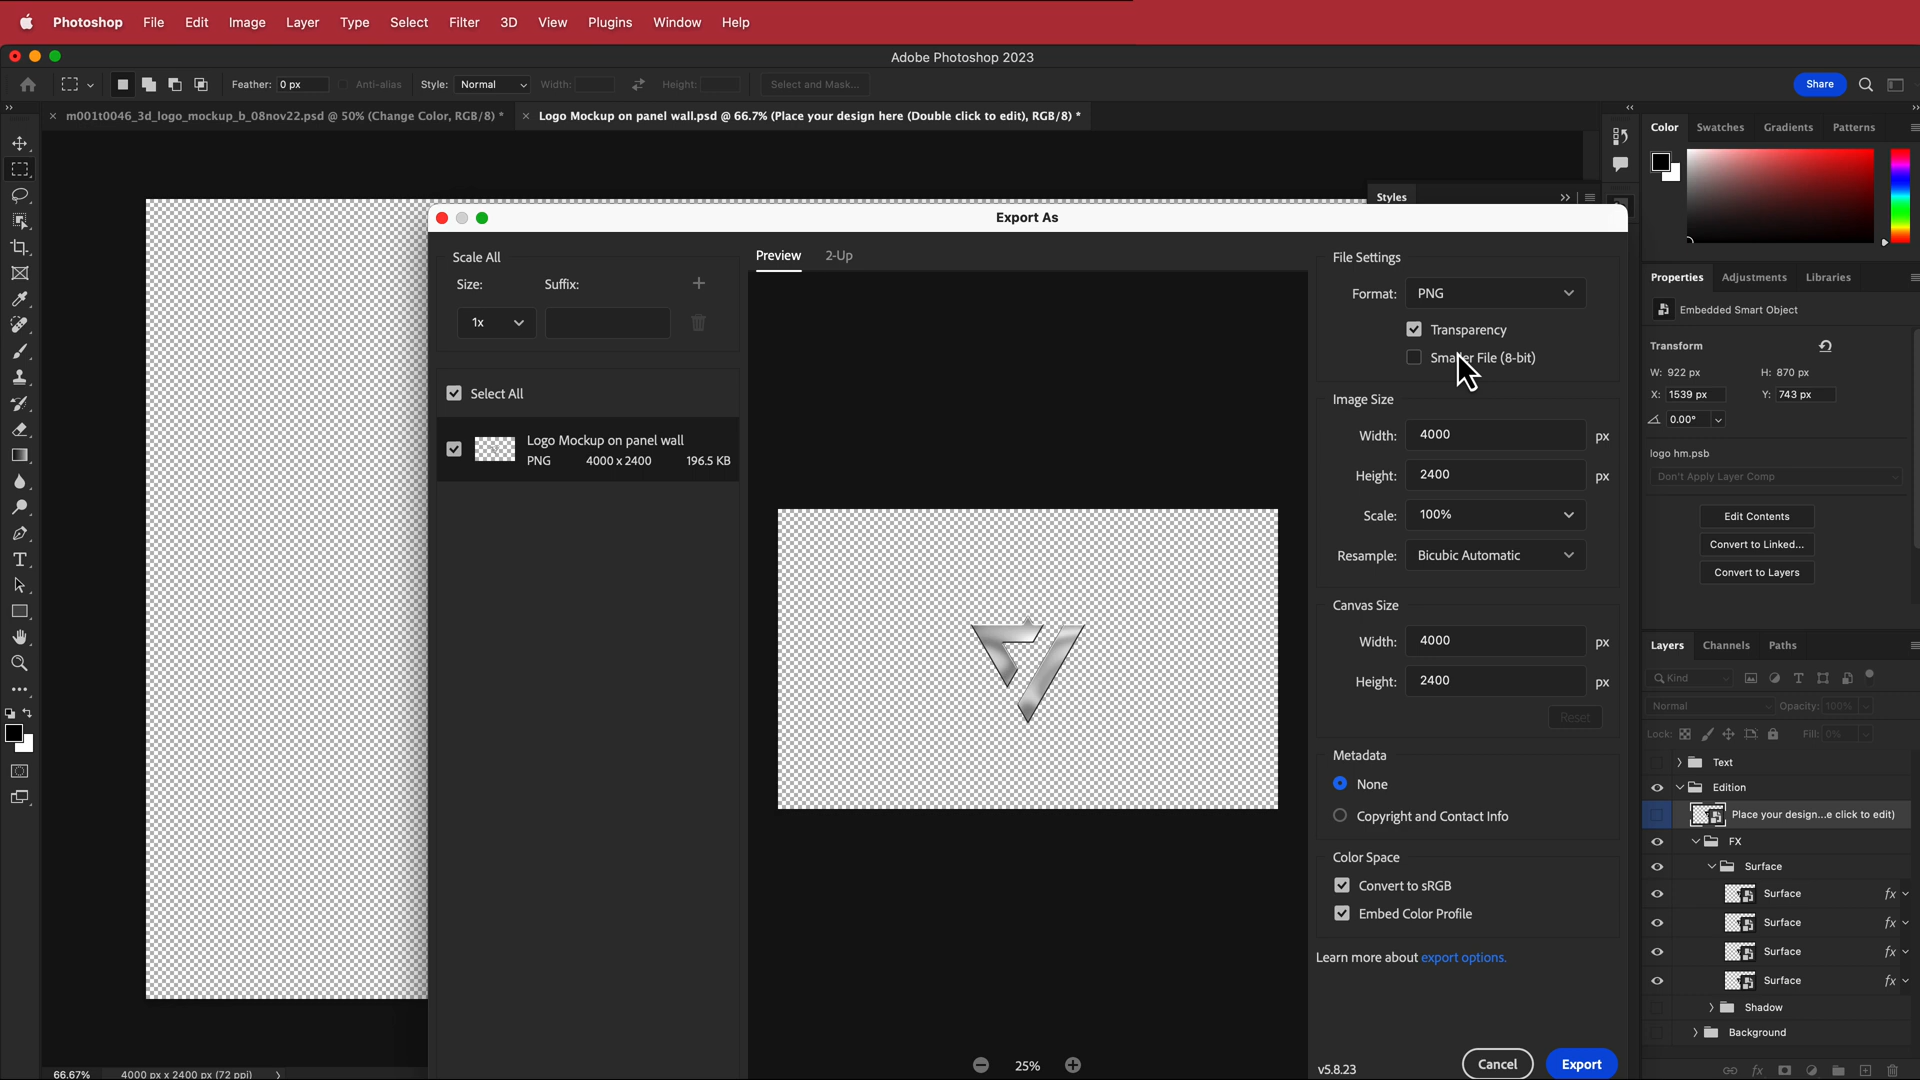 Photoshop File Edit Image Layer Type Select Filter 3D View Plugins Window Help
Adobe Photoshop 2023
Feather: 0 px Anti-alias Style: Normal Width: Height: Select and Mask... Share
m001t0046_3d_logo_mockup_b_08nov22.psd @ 50% (Change Color, RGB/8) *
Logo Mockup on panel wall.psd @ 66.7% (Place your design here (Double click to edit), RGB/8) *
Styles
Export As
Scale All
Size: Suffix:
1x
Select All
Logo Mockup on panel wall
PNG 4000 x 2400 196.5 KB
Preview 2-Up
25%
File Settings
Format: PNG
Transparency
Smaller File (8-bit)
Image Size
Width: 4000 px
Height: 2400 px
Scale: 100%
Resample: Bicubic Automatic
Canvas Size
Width: 4000 px
Height: 2400 px
Reset
Metadata
None
Copyright and Contact Info
Color Space
Convert to sRGB
Embed Color Profile
Learn more about export options.
v5.8.23 Cancel Export
Color Swatches Gradients Patterns
Properties Adjustments Libraries
Embedded Smart Object
Transform
W: 922 px H: 870 px
X: 1539 px Y: 743 px
0.00°
logo hm.psb
Don't Apply Layer Comp
Edit Contents
Convert to Linked...
Convert to Layers
Layers Channels Paths
Kind
Normal Opacity: 100%
Lock: Fill: 0%
Text
Edition
Place your design...e click to edit)
FX
Surface
Surface fx
Surface fx
Surface fx
Surface fx
Shadow
Background
fx
66.67% 4000 px x 2400 px (72 ppi)